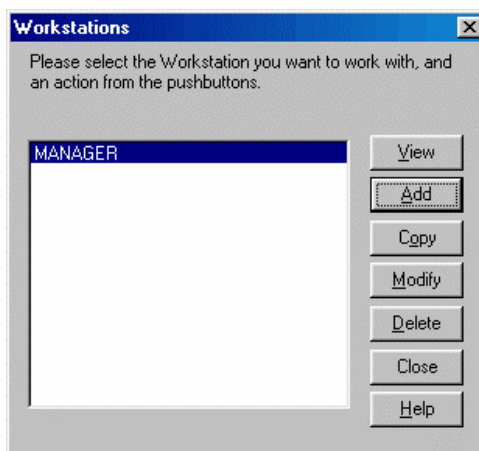 Workstations
Please select the Workstation you want to work with, and
an action from the pushbuttons.
MANAGER
View
Add
Copy
Modify
Delete
Close
Help